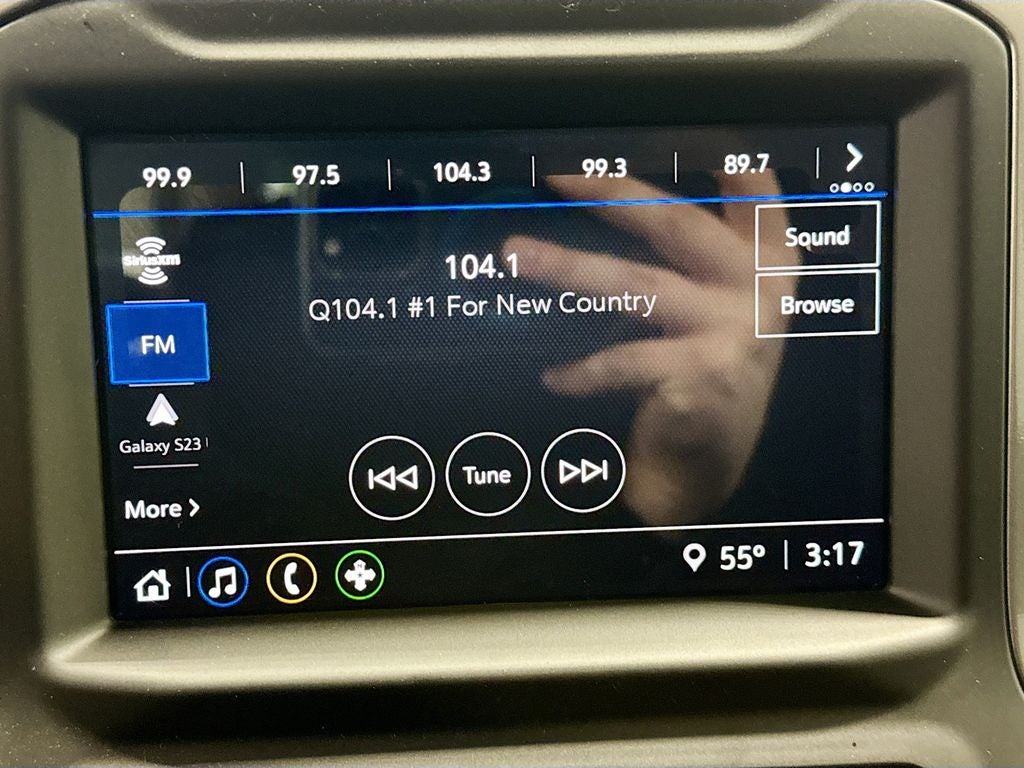 99.9 | 97.5 | 104.3 | 99.3 | 89.7 |
SiriusXM
104.1
Sound
Q104.1 #1 For New Country
Browse
FM
Galaxy S23
Tune
More
55° | 3:17